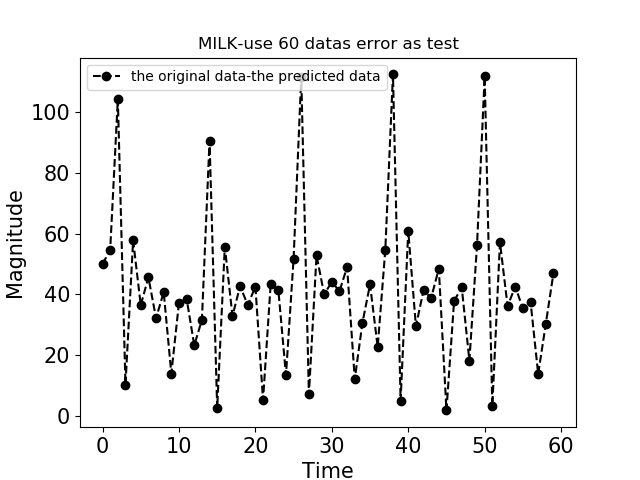 MILK-use 60 datas error as test
the original data-the predicted data
100
80
60
40
20
0
Magnitude
0 10 20 30 40 50 60
Time